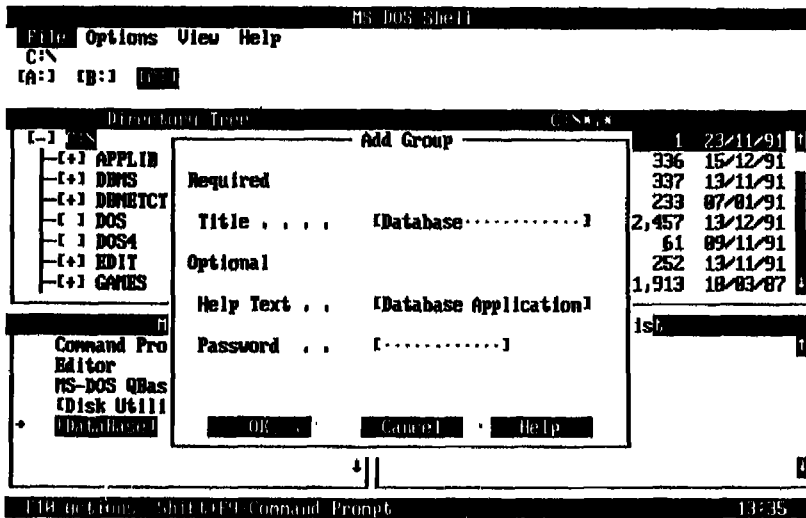 MS-DOS Shell
File Options View Help
C:\
[A:] [B:]
Directory Tree C:\*.*
[-] C:\ 1 23/11/91
[+] APPLIB 336 15/12/91
[+] DBMS 337 13/11/91
[+] DBMETCT 233 07/01/91
[ ] DOS 2,457 13/12/91
[ ] DOS4 61 09/11/91
[+] EDIT 252 13/11/91
[+] GAMES 1,913 10/03/87
Add Group
Required
Title . . . . [Database············]
Optional
Help Text . . [Database Application]
Password . . [············]
OK Cancel Help
M
ist
Command Pro
Editor
MS-DOS QBas
[Disk Utili
[DataBase]
F10=Actions Shift+F9=Command Prompt 13:35